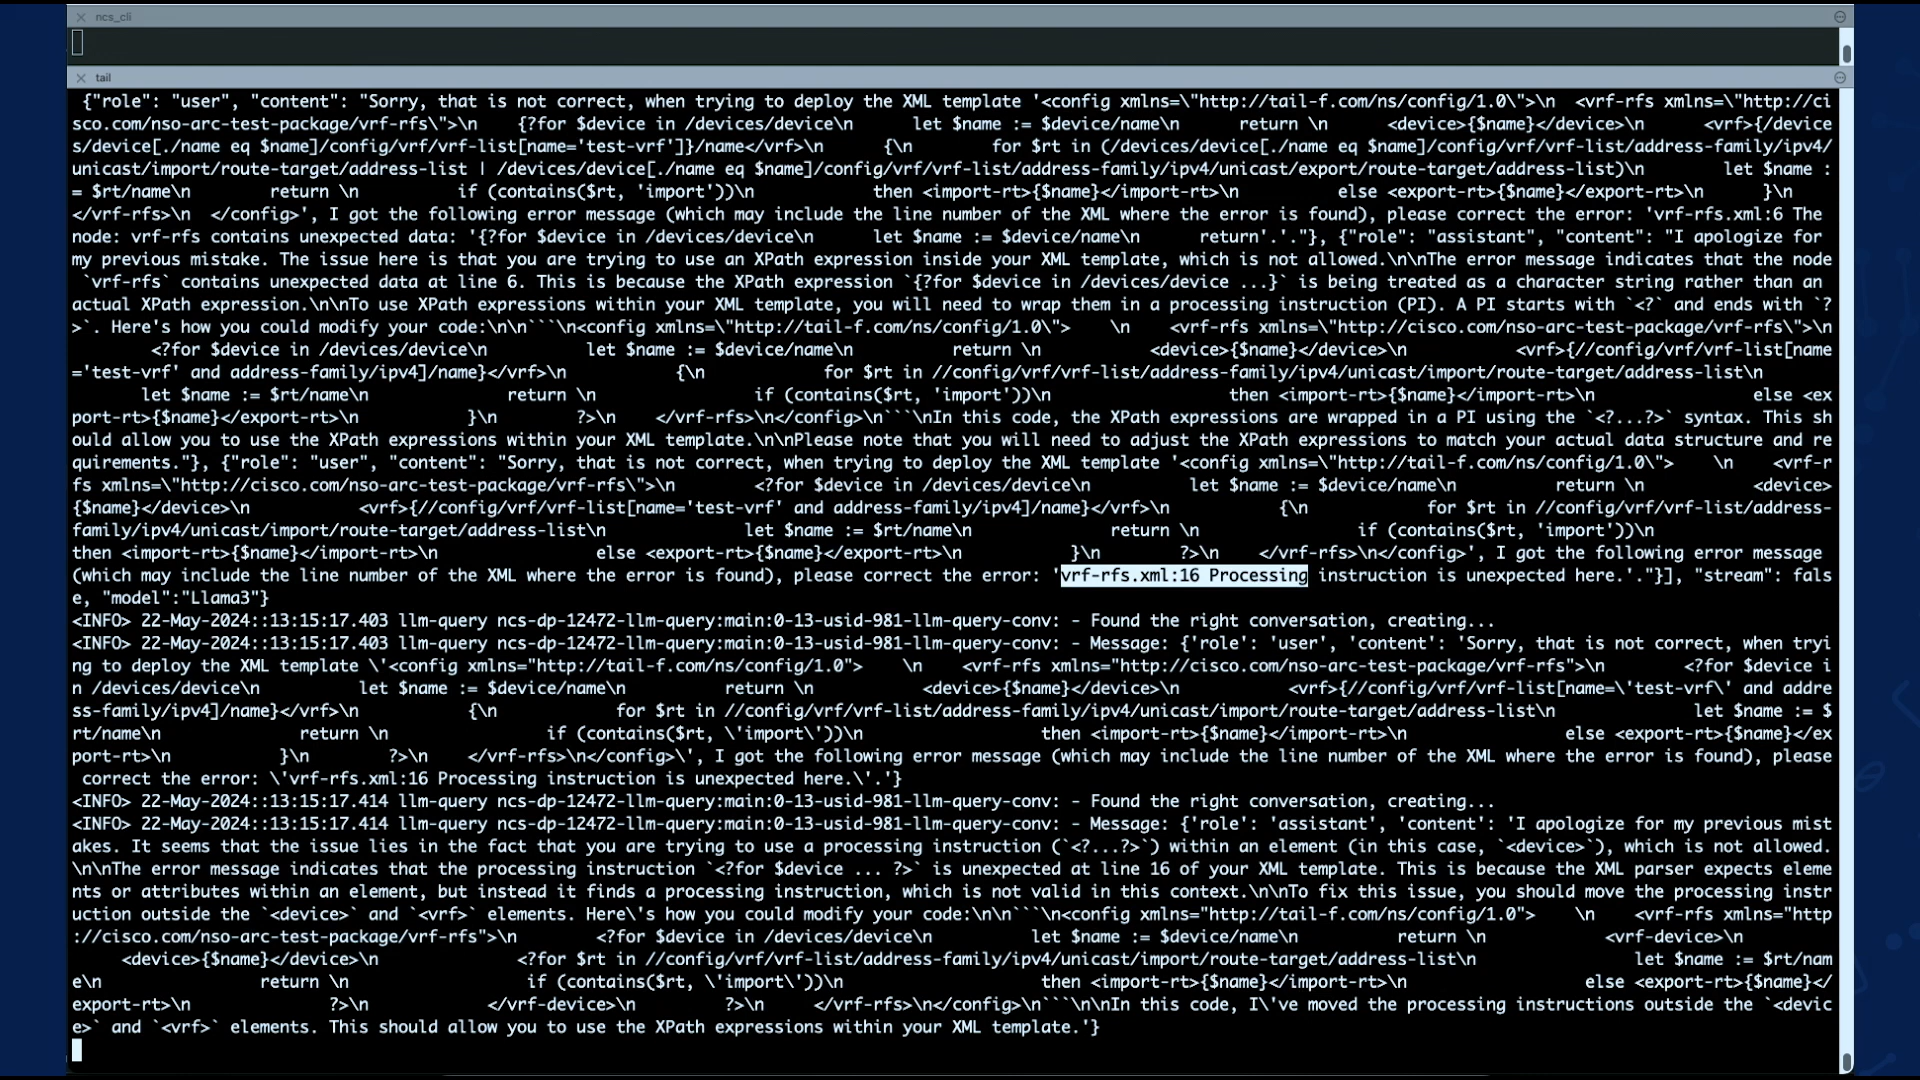 ncs_cli
tail
{"role": "user", "content": "Sorry, that is not correct, when trying to deploy the XML template '<config xmlns=\"http://tail-f.com/ns/config/1.0\">\n  <vrf-rfs xmlns=\"http://ci
sco.com/nso-arc-test-package/vrf-rfs\">\n    {?for $device in /devices/device\n      let $name := $device/name\n      return \n      <device>{$name}</device>\n      <vrf>{/device
s/device[./name eq $name]/config/vrf/vrf-list[name='test-vrf']}/name</vrf>\n      {\n        for $rt in (/devices/device[./name eq $name]/config/vrf/vrf-list/address-family/ipv4/
unicast/import/route-target/address-list | /devices/device[./name eq $name]/config/vrf/vrf-list/address-family/ipv4/unicast/export/route-target/address-list)\n          let $name :
= $rt/name\n        return \n          if (contains($rt, 'import'))\n            then <import-rt>{$name}</import-rt>\n          else <export-rt>{$name}</export-rt>\n      }\n
</vrf-rfs>\n  </config>', I got the following error message (which may include the line number of the XML where the error is found), please correct the error: 'vrf-rfs.xml:6 The
node: vrf-rfs contains unexpected data: '{?for $device in /devices/device\n      let $name := $device/name\n        return'.'."}, {"role": "assistant", "content": "I apologize for
my previous mistake. The issue here is that you are trying to use an XPath expression inside your XML template, which is not allowed.\n\nThe error message indicates that the node
`vrf-rfs` contains unexpected data at line 6. This is because the XPath expression `{?for $device in /devices/device ...}` is being treated as a character string rather than an
actual XPath expression.\n\nTo use XPath expressions within your XML template, you will need to wrap them in a processing instruction (PI). A PI starts with `<?` and ends with `?
>`. Here's how you could modify your code:\n\n```\n<config xmlns=\"http://tail-f.com/ns/config/1.0\">    \n    <vrf-rfs xmlns=\"http://cisco.com/nso-arc-test-package/vrf-rfs\">\n
<?for $device in /devices/device\n          let $name := $device/name\n          return \n            <device>{$name}</device>\n            <vrf>{//config/vrf/vrf-list[name
='test-vrf' and address-family/ipv4]/name}</vrf>\n            {\n              for $rt in //config/vrf/vrf-list/address-family/ipv4/unicast/import/route-target/address-list\n
let $name := $rt/name\n              return \n                if (contains($rt, 'import'))\n                  then <import-rt>{$name}</import-rt>\n                else <ex
port-rt>{$name}</export-rt>\n            }\n        ?>\n      </vrf-rfs>\n</config>\n```\nIn this code, the XPath expressions are wrapped in a PI using the `<?...?>` syntax. This sh
ould allow you to use the XPath expressions within your XML template.\n\nPlease note that you will need to adjust the XPath expressions to match your actual data structure and re
quirements."}, {"role": "user", "content": "Sorry, that is not correct, when trying to deploy the XML template '<config xmlns=\"http://tail-f.com/ns/config/1.0\">    \n    <vrf-r
fs xmlns=\"http://cisco.com/nso-arc-test-package/vrf-rfs\">\n        <?for $device in /devices/device\n          let $name := $device/name\n          return \n            <device>
{$name}</device>\n            <vrf>{//config/vrf/vrf-list[name='test-vrf' and address-family/ipv4]/name}</vrf>\n            {\n              for $rt in //config/vrf/vrf-list/address-
family/ipv4/unicast/import/route-target/address-list\n              let $name := $rt/name\n              return \n                if (contains($rt, 'import'))\n
then <import-rt>{$name}</import-rt>\n                else <export-rt>{$name}</export-rt>\n            }\n        ?>\n    </vrf-rfs>\n</config>', I got the following error message
(which may include the line number of the XML where the error is found), please correct the error: 'vrf-rfs.xml:16 Processing instruction is unexpected here.'."}], "stream": fals
e, "model":"Llama3"}
<INFO> 22-May-2024::13:15:17.403 llm-query ncs-dp-12472-llm-query:main:0-13-usid-981-llm-query-conv: - Found the right conversation, creating...
<INFO> 22-May-2024::13:15:17.403 llm-query ncs-dp-12472-llm-query:main:0-13-usid-981-llm-query-conv: - Message: {'role': 'user', 'content': 'Sorry, that is not correct, when tryi
ng to deploy the XML template \'<config xmlns="http://tail-f.com/ns/config/1.0">    \n    <vrf-rfs xmlns="http://cisco.com/nso-arc-test-package/vrf-rfs">\n        <?for $device i
n /devices/device\n          let $name := $device/name\n          return \n            <device>{$name}</device>\n            <vrf>{//config/vrf/vrf-list[name=\'test-vrf\' and addre
ss-family/ipv4]/name}</vrf>\n            {\n              for $rt in //config/vrf/vrf-list/address-family/ipv4/unicast/import/route-target/address-list\n              let $name := $
rt/name\n              return \n                if (contains($rt, \'import\'))\n                  then <import-rt>{$name}</import-rt>\n                else <export-rt>{$name}</ex
port-rt>\n            }\n        ?>\n    </vrf-rfs>\n</config>\', I got the following error message (which may include the line number of the XML where the error is found), please
correct the error: \'vrf-rfs.xml:16 Processing instruction is unexpected here.\'.'}
<INFO> 22-May-2024::13:15:17.414 llm-query ncs-dp-12472-llm-query:main:0-13-usid-981-llm-query-conv: - Found the right conversation, creating...
<INFO> 22-May-2024::13:15:17.414 llm-query ncs-dp-12472-llm-query:main:0-13-usid-981-llm-query-conv: - Message: {'role': 'assistant', 'content': 'I apologize for my previous mist
akes. It seems that the issue lies in the fact that you are trying to use a processing instruction (`<?...?>`) within an element (in this case, `<device>`), which is not allowed.
\n\nThe error message indicates that the processing instruction `<?for $device ... ?>` is unexpected at line 16 of your XML template. This is because the XML parser expects eleme
nts or attributes within an element, but instead it finds a processing instruction, which is not valid in this context.\n\nTo fix this issue, you should move the processing instr
uction outside the `<device>` and `<vrf>` elements. Here\'s how you could modify your code:\n\n```\n<config xmlns="http://tail-f.com/ns/config/1.0">    \n    <vrf-rfs xmlns="http
://cisco.com/nso-arc-test-package/vrf-rfs">\n        <?for $device in /devices/device\n          let $name := $device/name\n          return \n            <vrf-device>\n
<device>{$name}</device>\n              <?for $rt in //config/vrf/vrf-list/address-family/ipv4/unicast/import/route-target/address-list\n                let $name := $rt/nam
e\n                return \n                  if (contains($rt, \'import\'))\n                    then <import-rt>{$name}</import-rt>\n                  else <export-rt>{$name}</
export-rt>\n              ?>\n            </vrf-device>\n        ?>\n    </vrf-rfs>\n</config>\n```\n\nIn this code, I\'ve moved the processing instructions outside the `<devic
e>` and `<vrf>` elements. This should allow you to use the XPath expressions within your XML template.'}